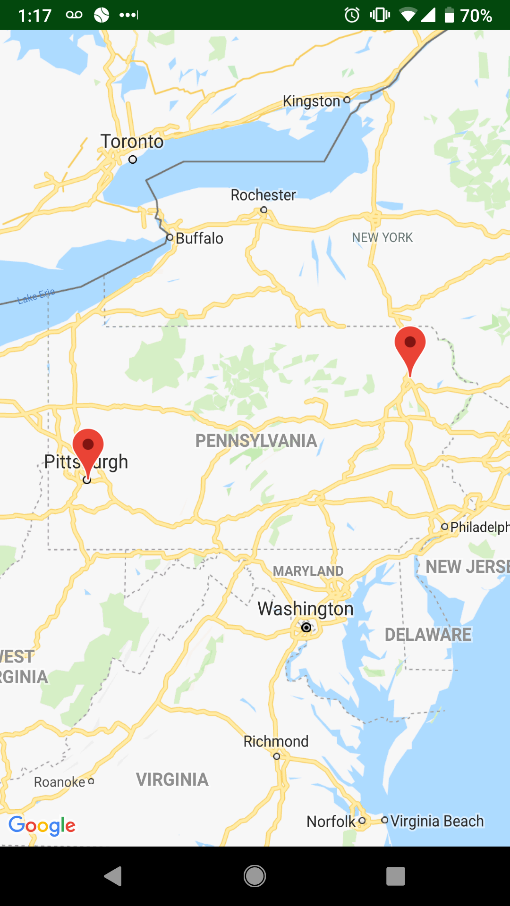 1:17
70%
Kingston
Toronto
Rochester
Buffalo
NEW YORK
Lake Erie
PENNSYLVANIA
Pittsburgh
Philadelph
MARYLAND
NEW JERSE
Washington
DELAWARE
WEST
RGINIA
Richmond
Roanoke
VIRGINIA
Google
Norfolk
Virginia Beach